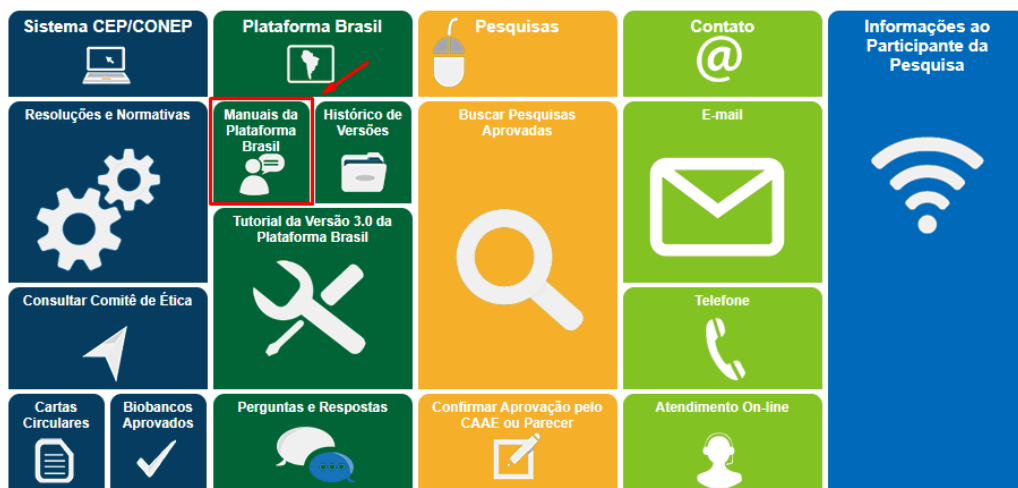 Sistema CEP/CONEP
Plataforma Brasil
Pesquisas
Contato
@
Informações ao
Participante da
Pesquisa
Resoluções e Normativas
Manuais da
Plataforma
Brasil
Histórico de
Versões
Buscar Pesquisas
Aprovadas
E-mail
Tutorial da Versão 3.0 da
Plataforma Brasil
Consultar Comitê de Ética
Telefone
Cartas
Circulares
Biobancos
Aprovados
Perguntas e Respostas
Confirmar Aprovação pelo
CAAE ou Parecer
Atendimento On-line